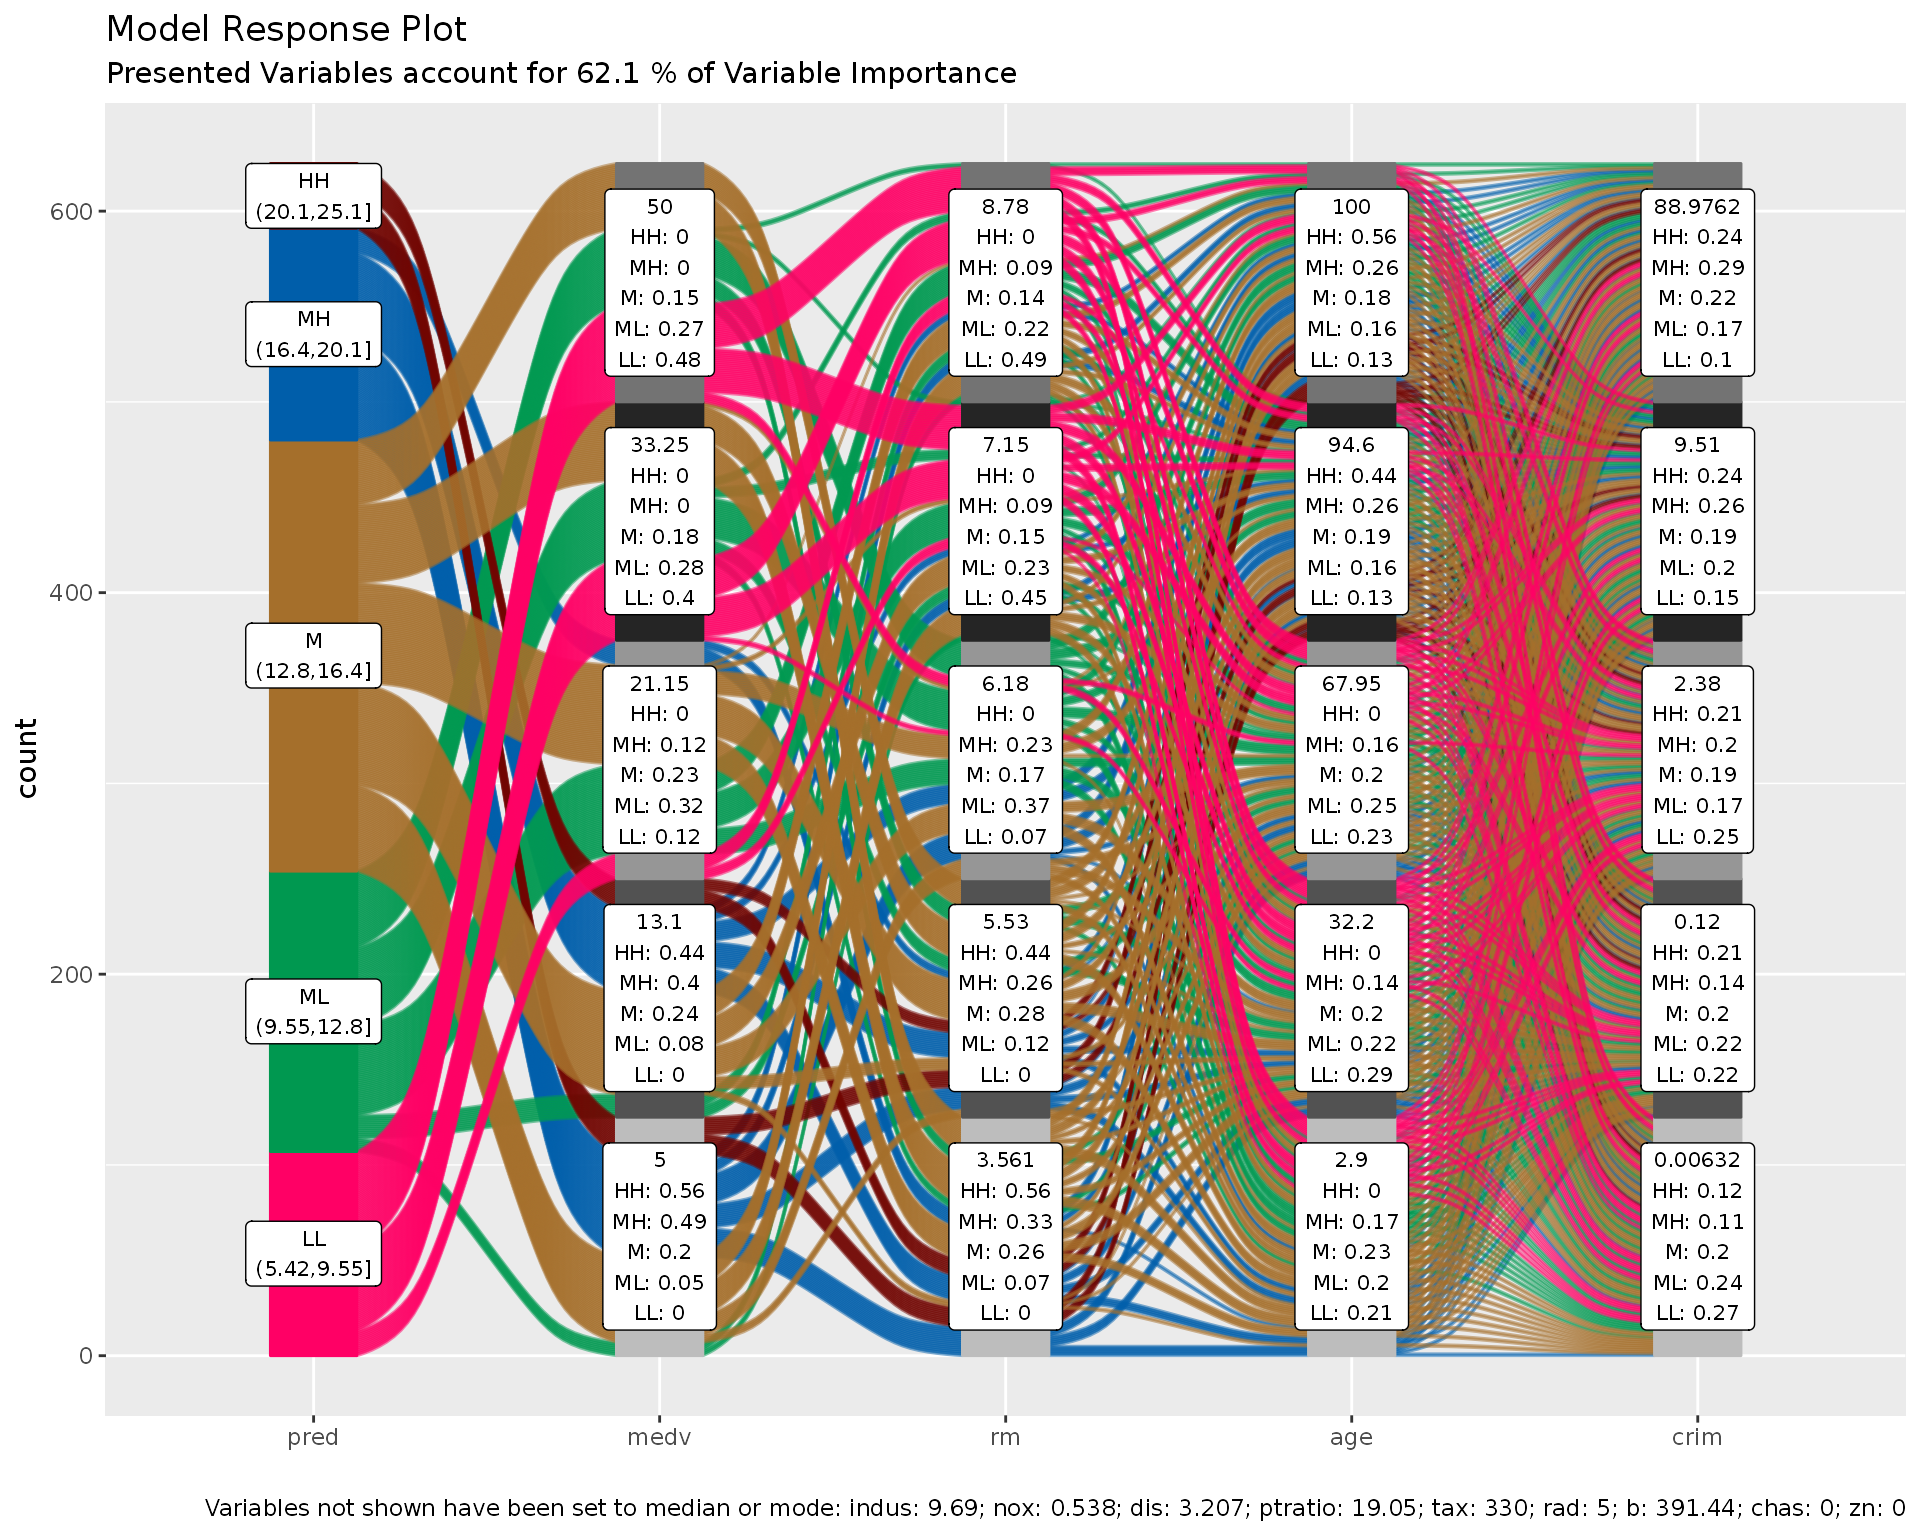 Model Response Plot
Presented Variables account for 62.1 % of Variable Importance
count
600
400
200
0
HH
(20.1,25.1]
MH
(16.4,20.1]
M
(12.8,16.4]
ML
(9.55,12.8]
LL
(5.42,9.55]
50
HH: 0
MH: 0
M: 0.15
ML: 0.27
LL: 0.48
33.25
HH: 0
MH: 0
M: 0.18
ML: 0.28
LL: 0.4
21.15
HH: 0
MH: 0.12
M: 0.23
ML: 0.32
LL: 0.12
13.1
HH: 0.44
MH: 0.4
M: 0.24
ML: 0.08
LL: 0
5
HH: 0.56
MH: 0.49
M: 0.2
ML: 0.05
LL: 0
8.78
HH: 0
MH: 0.09
M: 0.14
ML: 0.22
LL: 0.49
7.15
HH: 0
MH: 0.09
M: 0.15
ML: 0.23
LL: 0.45
6.18
HH: 0
MH: 0.23
M: 0.17
ML: 0.37
LL: 0.07
5.53
HH: 0.44
MH: 0.26
M: 0.28
ML: 0.12
LL: 0
3.561
HH: 0.56
MH: 0.33
M: 0.26
ML: 0.07
LL: 0
100
HH: 0.56
MH: 0.26
M: 0.18
ML: 0.16
LL: 0.13
94.6
HH: 0.44
MH: 0.26
M: 0.19
ML: 0.16
LL: 0.13
67.95
HH: 0
MH: 0.16
M: 0.2
ML: 0.25
LL: 0.23
32.2
HH: 0
MH: 0.14
M: 0.2
ML: 0.22
LL: 0.29
2.9
HH: 0
MH: 0.17
M: 0.23
ML: 0.2
LL: 0.21
88.9762
HH: 0.24
MH: 0.29
M: 0.22
ML: 0.17
LL: 0.1
9.51
HH: 0.24
MH: 0.26
M: 0.19
ML: 0.2
LL: 0.15
2.38
HH: 0.21
MH: 0.2
M: 0.19
ML: 0.17
LL: 0.25
0.12
HH: 0.21
MH: 0.14
M: 0.2
ML: 0.22
LL: 0.22
0.00632
HH: 0.12
MH: 0.11
M: 0.2
ML: 0.24
LL: 0.27
pred
medv
rm
age
crim
Variables not shown have been set to median or mode: indus: 9.69; nox: 0.538; dis: 3.207; ptratio: 19.05; tax: 330; rad: 5; b: 391.44; chas: 0; zn: 0